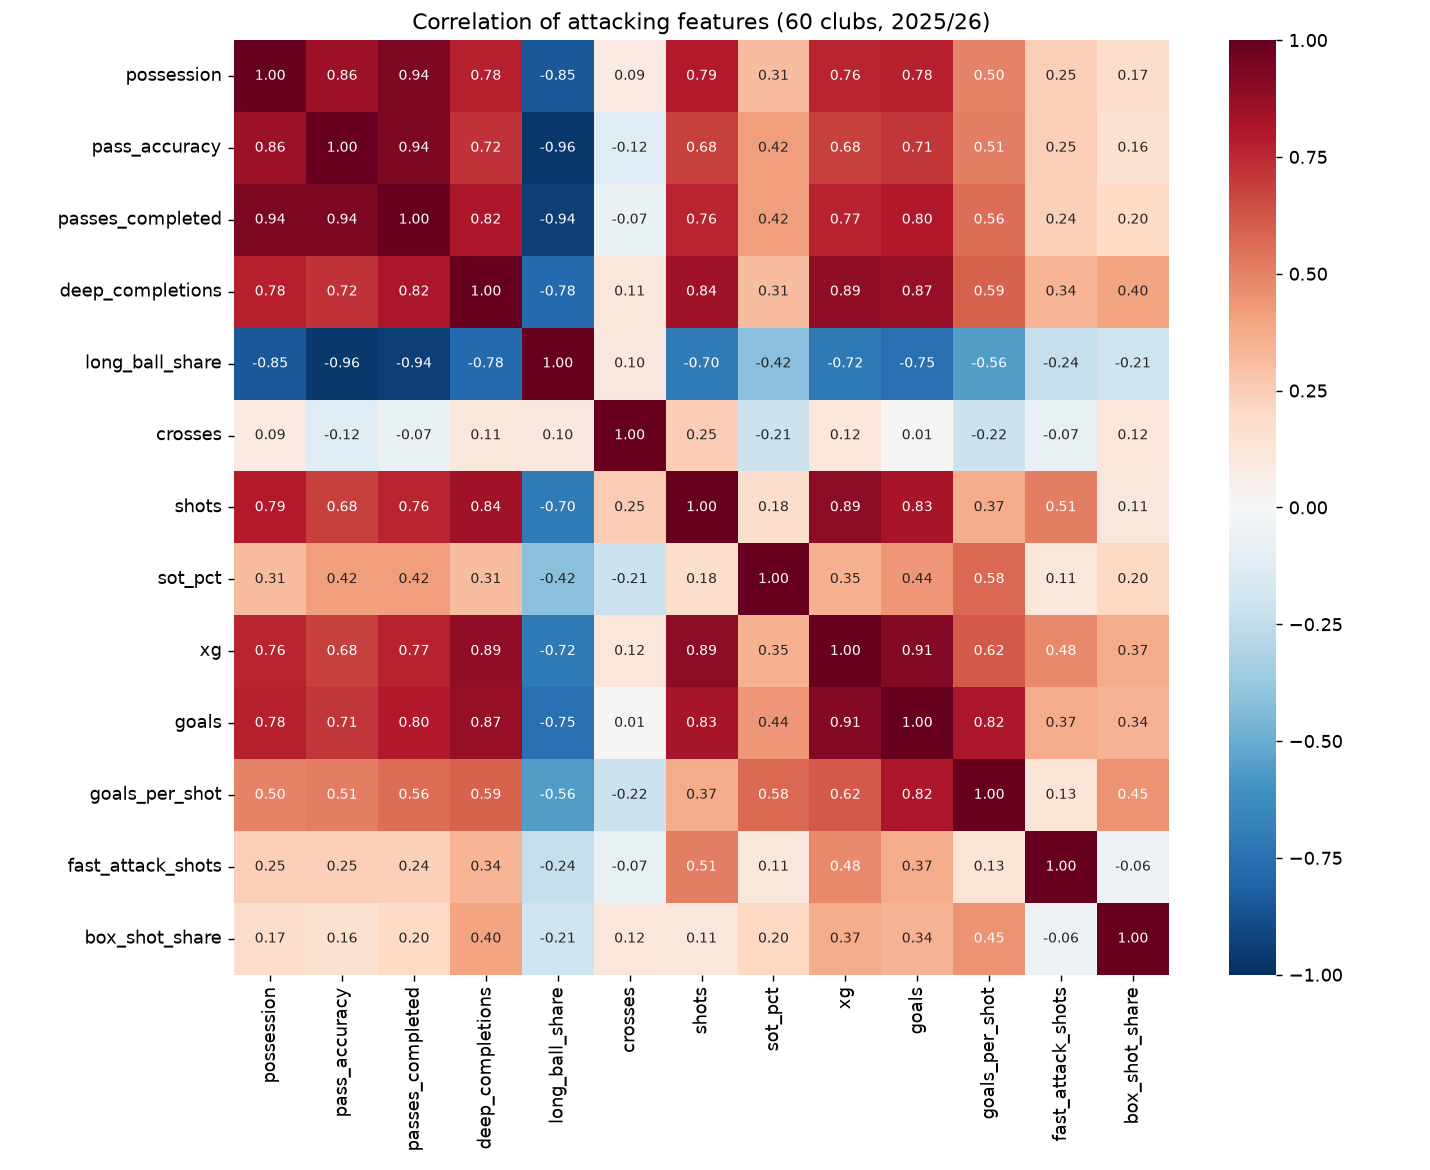 Correlation of attacking features (60 clubs, 2025/26)
possession 1.00 0.86 0.94 0.78 -0.85 0.09 0.79 0.31 0.76 0.78 0.50 0.25 0.17
pass_accuracy 0.86 1.00 0.94 0.72 -0.96 -0.12 0.68 0.42 0.68 0.71 0.51 0.25 0.16
passes_completed 0.94 0.94 1.00 0.82 -0.94 -0.07 0.76 0.42 0.77 0.80 0.56 0.24 0.20
deep_completions 0.78 0.72 0.82 1.00 -0.78 0.11 0.84 0.31 0.89 0.87 0.59 0.34 0.40
long_ball_share -0.85 -0.96 -0.94 -0.78 1.00 0.10 -0.70 -0.42 -0.72 -0.75 -0.56 -0.24 -0.21
crosses 0.09 -0.12 -0.07 0.11 0.10 1.00 0.25 -0.21 0.12 0.01 -0.22 -0.07 0.12
shots 0.79 0.68 0.76 0.84 -0.70 0.25 1.00 0.18 0.89 0.83 0.37 0.51 0.11
sot_pct 0.31 0.42 0.42 0.31 -0.42 -0.21 0.18 1.00 0.35 0.44 0.58 0.11 0.20
xg 0.76 0.68 0.77 0.89 -0.72 0.12 0.89 0.35 1.00 0.91 0.62 0.48 0.37
goals 0.78 0.71 0.80 0.87 -0.75 0.01 0.83 0.44 0.91 1.00 0.82 0.37 0.34
goals_per_shot 0.50 0.51 0.56 0.59 -0.56 -0.22 0.37 0.58 0.62 0.82 1.00 0.13 0.45
fast_attack_shots 0.25 0.25 0.24 0.34 -0.24 -0.07 0.51 0.11 0.48 0.37 0.13 1.00 -0.06
box_shot_share 0.17 0.16 0.20 0.40 -0.21 0.12 0.11 0.20 0.37 0.34 0.45 -0.06 1.00
possession
pass_accuracy
passes_completed
deep_completions
long_ball_share
crosses
shots
sot_pct
xg
goals
goals_per_shot
fast_attack_shots
box_shot_share
1.00
0.75
0.50
0.25
0.00
−0.25
−0.50
−0.75
−1.00